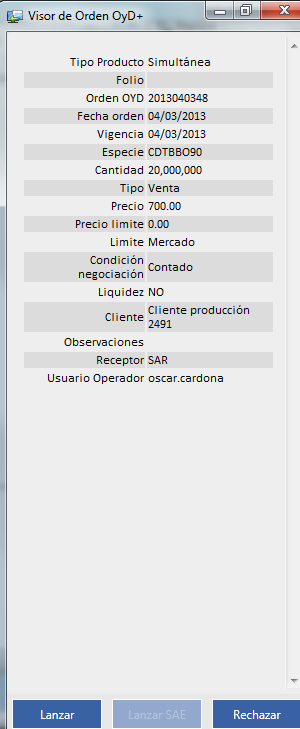 Visor de Orden OyD+
Tipo Producto Simultánea
Folio
Orden OYD 2013040348
Fecha orden 04/03/2013
Vigencia 04/03/2013
Especie CDTBBO90
Cantidad 20,000,000
Tipo Venta
Precio 700.00
Precio limite 0.00
Limite Mercado
Condición
negociación Contado
Liquidez NO
Cliente Cliente producción
2491
Observaciones
Receptor SAR
Usuario Operador oscar.cardona
Lanzar Lanzar SAE Rechazar